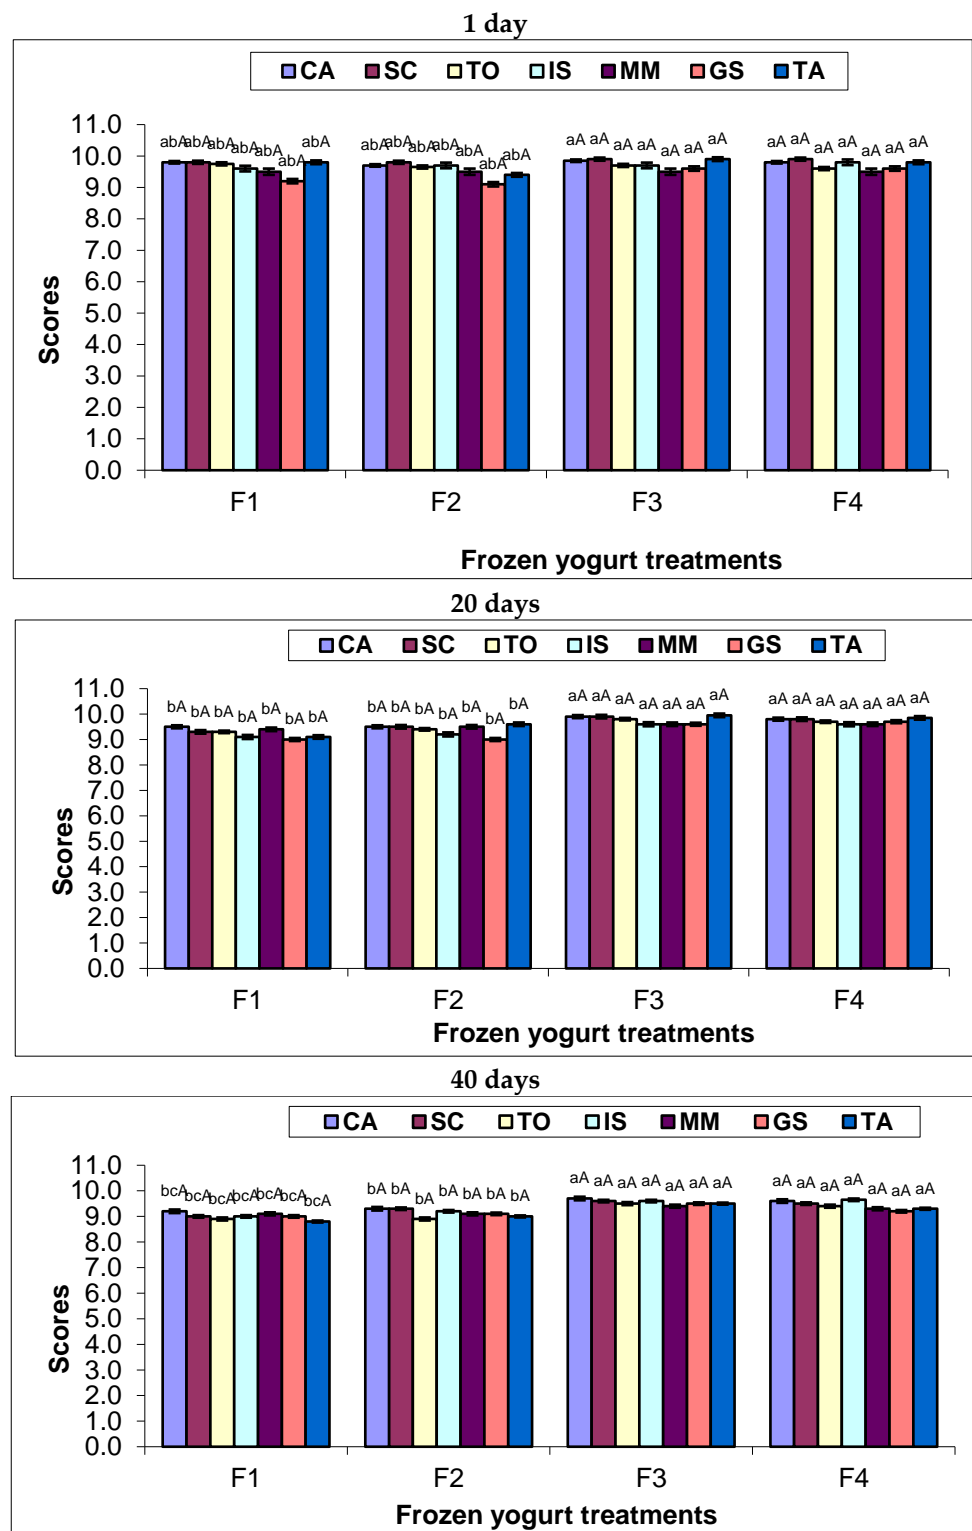 1 day
CA SC TO IS MM GS TA
11.0
10.0
9.0
8.0
7.0
6.0
5.0
4.0
3.0
2.0
1.0
0.0
Scores
abA abA abA abA abA abA abA
abA abA abA abA abA abA abA
aA aA aA aA aA aA aA
aA aA aA aA aA aA aA
F1 F2 F3 F4
Frozen yogurt treatments
20 days
CA SC TO IS MM GS TA
11.0
10.0
9.0
8.0
7.0
6.0
5.0
4.0
3.0
2.0
1.0
0.0
Scores
bA bA bA bA bA bA bA
bA bA bA bA bA bA bA
aA aA aA aA aA aA aA
aA aA aA aA aA aA aA
F1 F2 F3 F4
Frozen yogurt treatments
40 days
CA SC TO IS MM GS TA
11.0
10.0
9.0
8.0
7.0
6.0
5.0
4.0
3.0
2.0
1.0
0.0
Scores
bcA bcA bcA bcA bcA bcA bcA
bA bA bA bA bA bA bA
aA aA aA aA aA aA aA
aA aA aA aA aA aA aA
F1 F2 F3 F4
Frozen yogurt treatments